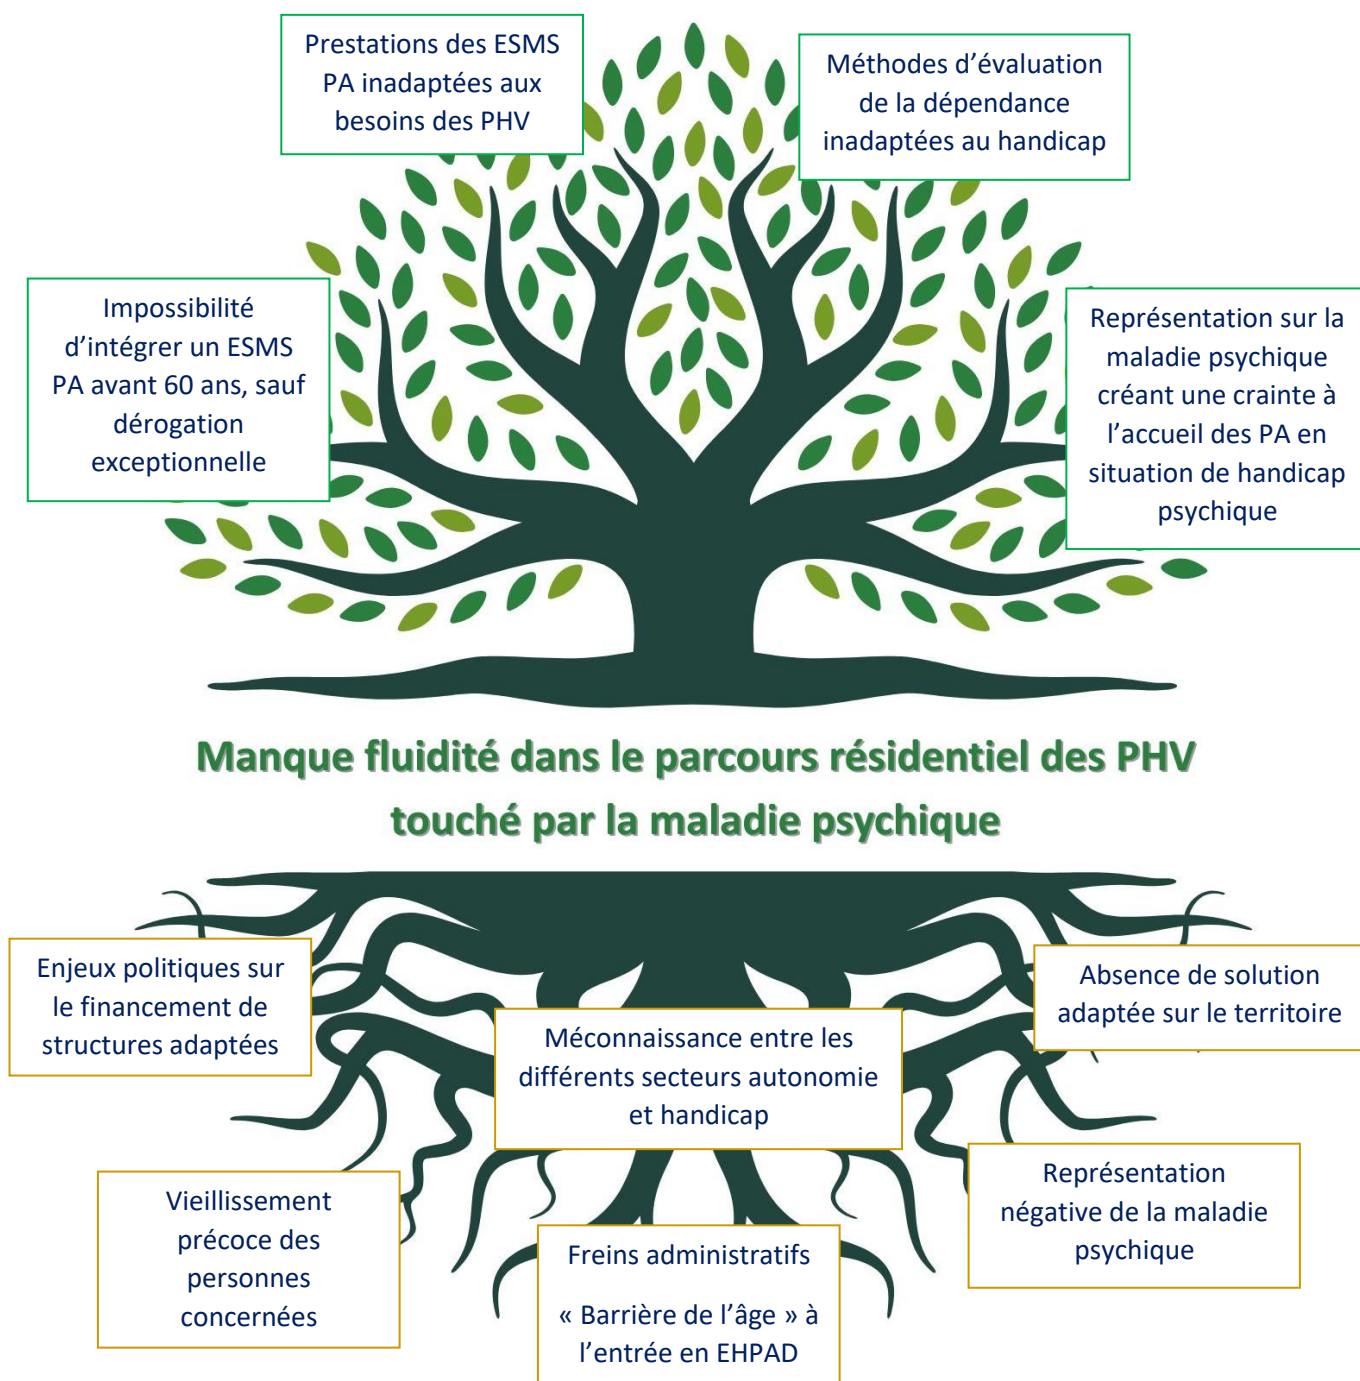 Prestations des ESMS
PA inadaptées aux
besoins des PHV
Méthodes d’évaluation
de la dépendance
inadaptées au handicap
Impossibilité
d’intégrer un ESMS
PA avant 60 ans, sauf
dérogation
exceptionnelle
Représentation sur la
maladie psychique
créant une crainte à
l’accueil des PA en
situation de handicap
psychique
Manque fluidité dans le parcours résidentiel des PHV
touché par la maladie psychique
Enjeux politiques sur
le financement de
structures adaptées
Méconnaissance entre les
différents secteurs autonomie
et handicap
Absence de solution
adaptée sur le territoire
Vieillissement
précoce des
personnes
concernées
Freins administratifs
« Barrière de l’âge » à
l’entrée en EHPAD
Représentation
négative de la maladie
psychique